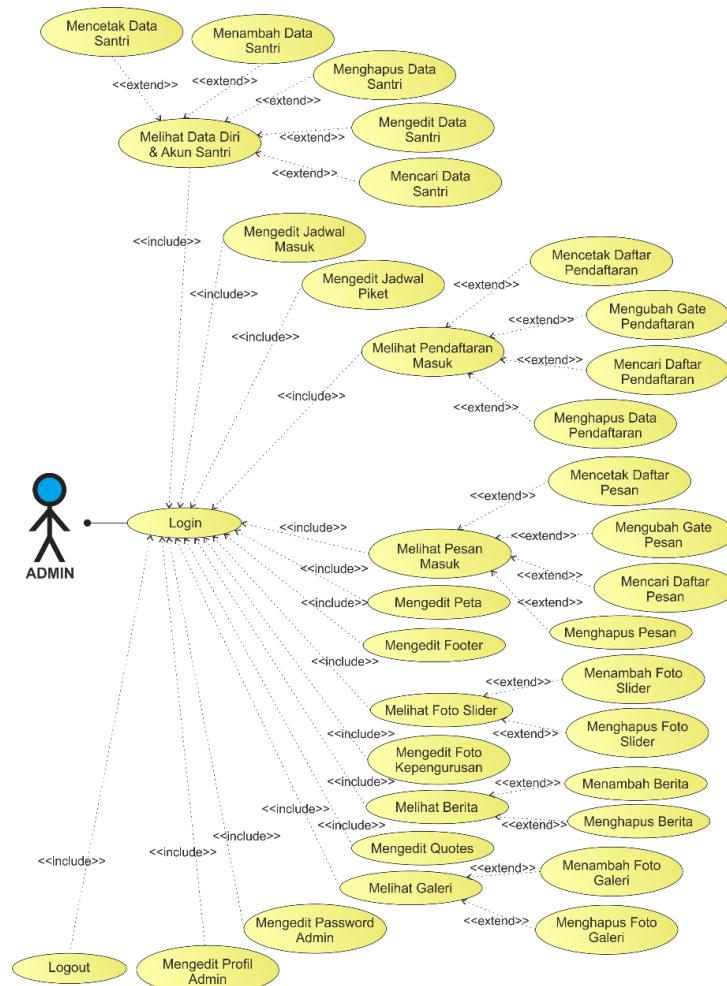 Mencetak Data
Santri
Menambah Data
Santri
<<extend>>
<<extend>>
Menghapus Data
Santri
<<extend>>
Melihat Data Diri
& Akun Santri
<<extend>>
Mengedit Data
Santri
<<extend>>
Mencari Data
Santri
<<include>>
Mengedit Jadwal
Masuk
<<include>>
Mengedit Jadwal
Piket
<<include>>
Mencetak Daftar
Pendaftaran
<<extend>>
Mengubah Gate
Pendaftaran
<<extend>>
Melihat Pendaftaran
Masuk
<<extend>>
Mencari Daftar
Pendaftaran
<<include>>
<<extend>>
Menghapus Data
Pendaftaran
Mencetak Daftar
Pesan
<<extend>>
ADMIN
Login
<<include>>
Melihat Pesan
Masuk
<<extend>>
Mengubah Gate
Pesan
<<extend>>
Mencari Daftar
Pesan
<<extend>>
Menghapus Pesan
<<include>>
Mengedit Peta
<<include>>
Mengedit Footer
<<include>>
Melihat Foto Slider
<<extend>>
Menambah Foto
Slider
<<extend>>
Menghapus Foto
Slider
<<include>>
Mengedit Foto
Kepengurusan
<<include>>
Melihat Berita
<<extend>>
Menambah Berita
<<extend>>
Menghapus Berita
<<include>>
Mengedit Quotes
<<include>>
Melihat Galeri
<<extend>>
Menambah Foto
Galeri
<<extend>>
Menghapus Foto
Galeri
<<include>>
<<include>>
<<include>>
Mengedit Password
Admin
Mengedit Profil
Admin
Logout